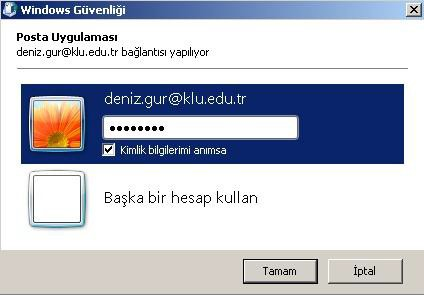 Windows Güvenliği
Posta Uygulaması
deniz.gur@klu.edu.tr bağlantısı yapılıyor
deniz.gur@klu.edu.tr
••••••••
Kimlik bilgilerimi anımsa
Başka bir hesap kullan
Tamam
İptal